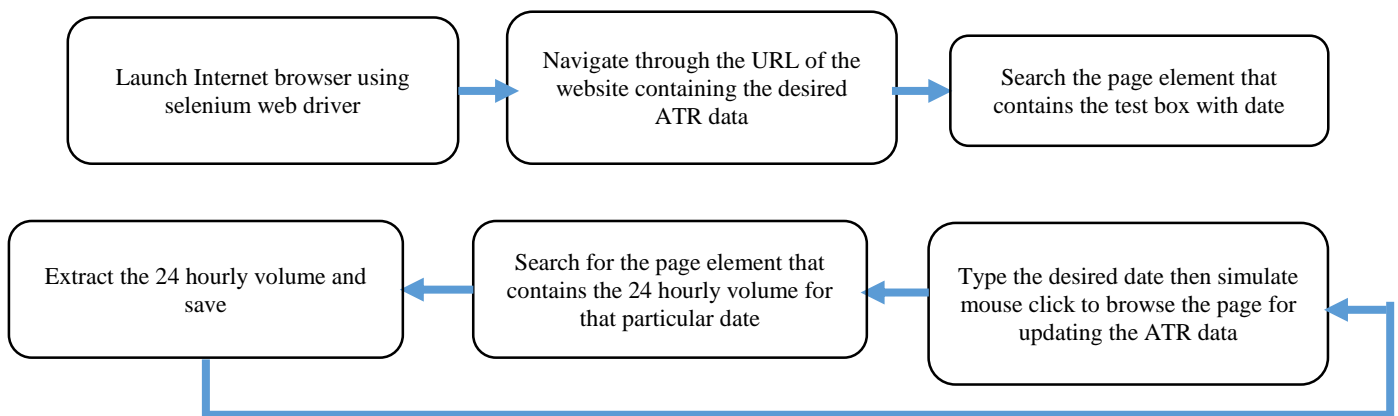 Launch Internet browser using
selenium web driver
Navigate through the URL of the
website containing the desired
ATR data
Search the page element that
contains the test box with date
Extract the 24 hourly volume and
save
Search for the page element that
contains the 24 hourly volume for
that particular date
Type the desired date then simulate
mouse click to browse the page for
updating the ATR data